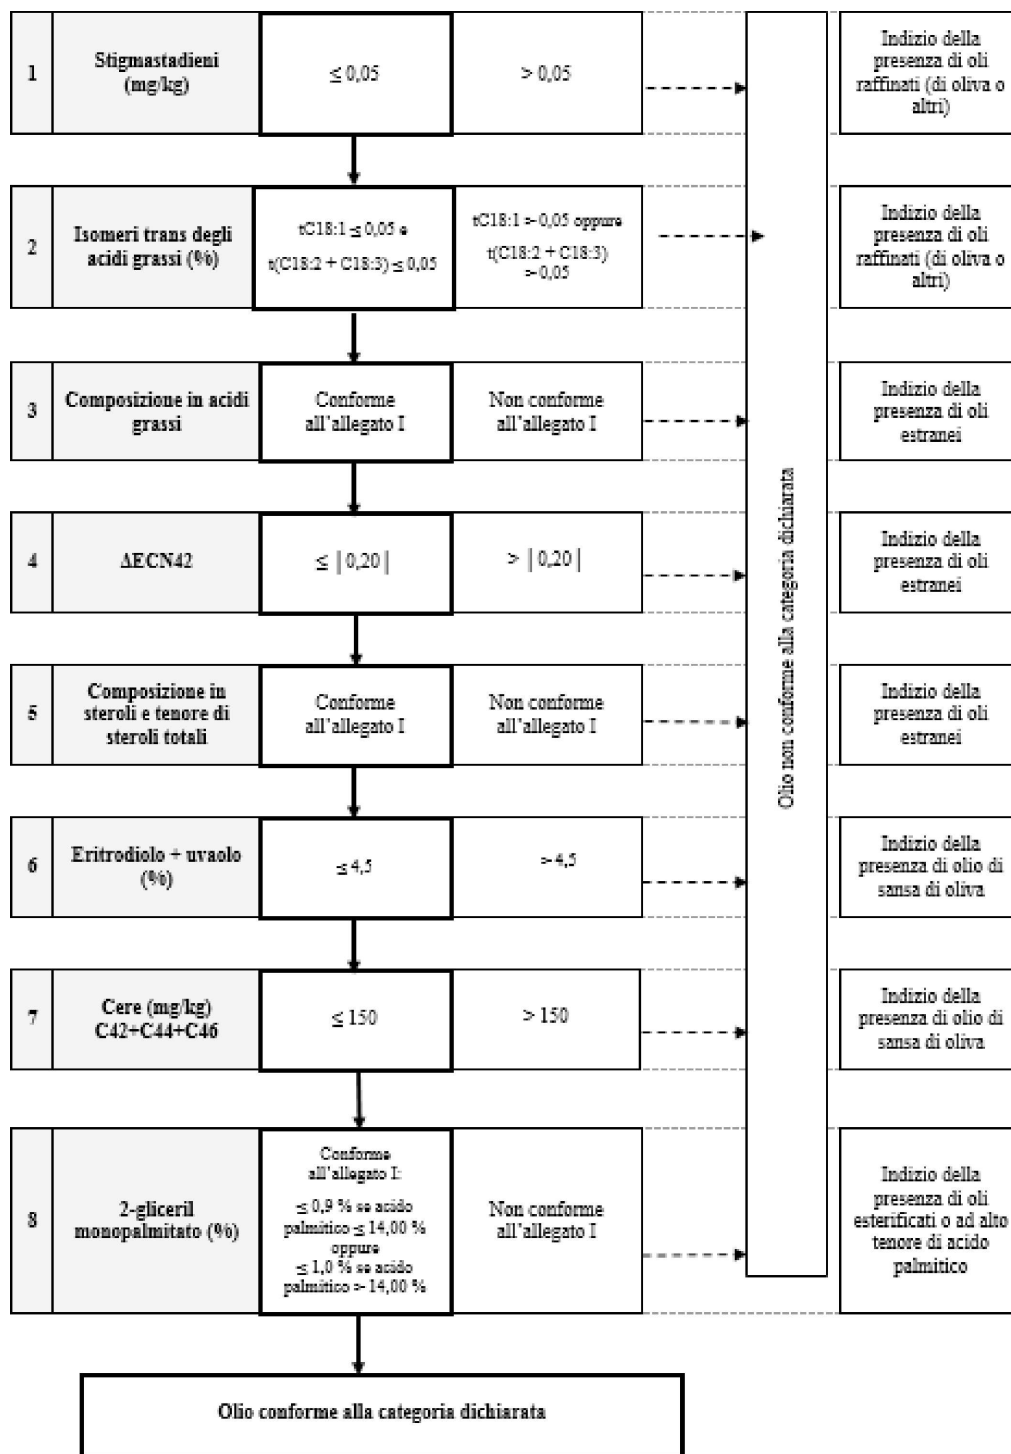 1
Stigmastadieni
(mg/kg)
≤ 0,05
> 0,05
Indizio della
presenza di oli
raffinati (di oliva o
altri)
2
Isomeri trans degli
acidi grassi (%)
tC18:1 ≤ 0,05 e
t(C18:2 + C18:3) ≤ 0,05
tC18:1 > 0,05 oppure
t(C18:2 + C18:3)
> 0,05
Indizio della
presenza di oli
raffinati (di oliva o
altri)
3
Composizione in acidi
grassi
Conforme
all’allegato I
Non conforme
all’allegato I
Indizio della
presenza di oli
estranei
4
ΔECN42
≤ |0,20|
> |0,20|
Indizio della
presenza di oli
estranei
5
Composizione in
steroli e tenore di
steroli totali
Conforme
all’allegato I
Non conforme
all’allegato I
Indizio della
presenza di oli
estranei
6
Eritrodiolo + uvaolo
(%)
≤ 4,5
> 4,5
Indizio della
presenza di olio di
sansa di oliva
7
Cere (mg/kg)
C42+C44+C46
≤ 150
> 150
Indizio della
presenza di olio di
sansa di oliva
8
2-gliceril
monopalmitato (%)
Conforme
all’allegato I:
≤ 0,9 % se acido
palmitico ≤ 14,00 %
oppure
≤ 1,0 % se acido
palmitico > 14,00 %
Non conforme
all’allegato I
Indizio della
presenza di oli
esterificati o ad alto
tenore di acido
palmitico
Olio non conforme alla categoria dichiarata
Olio conforme alla categoria dichiarata